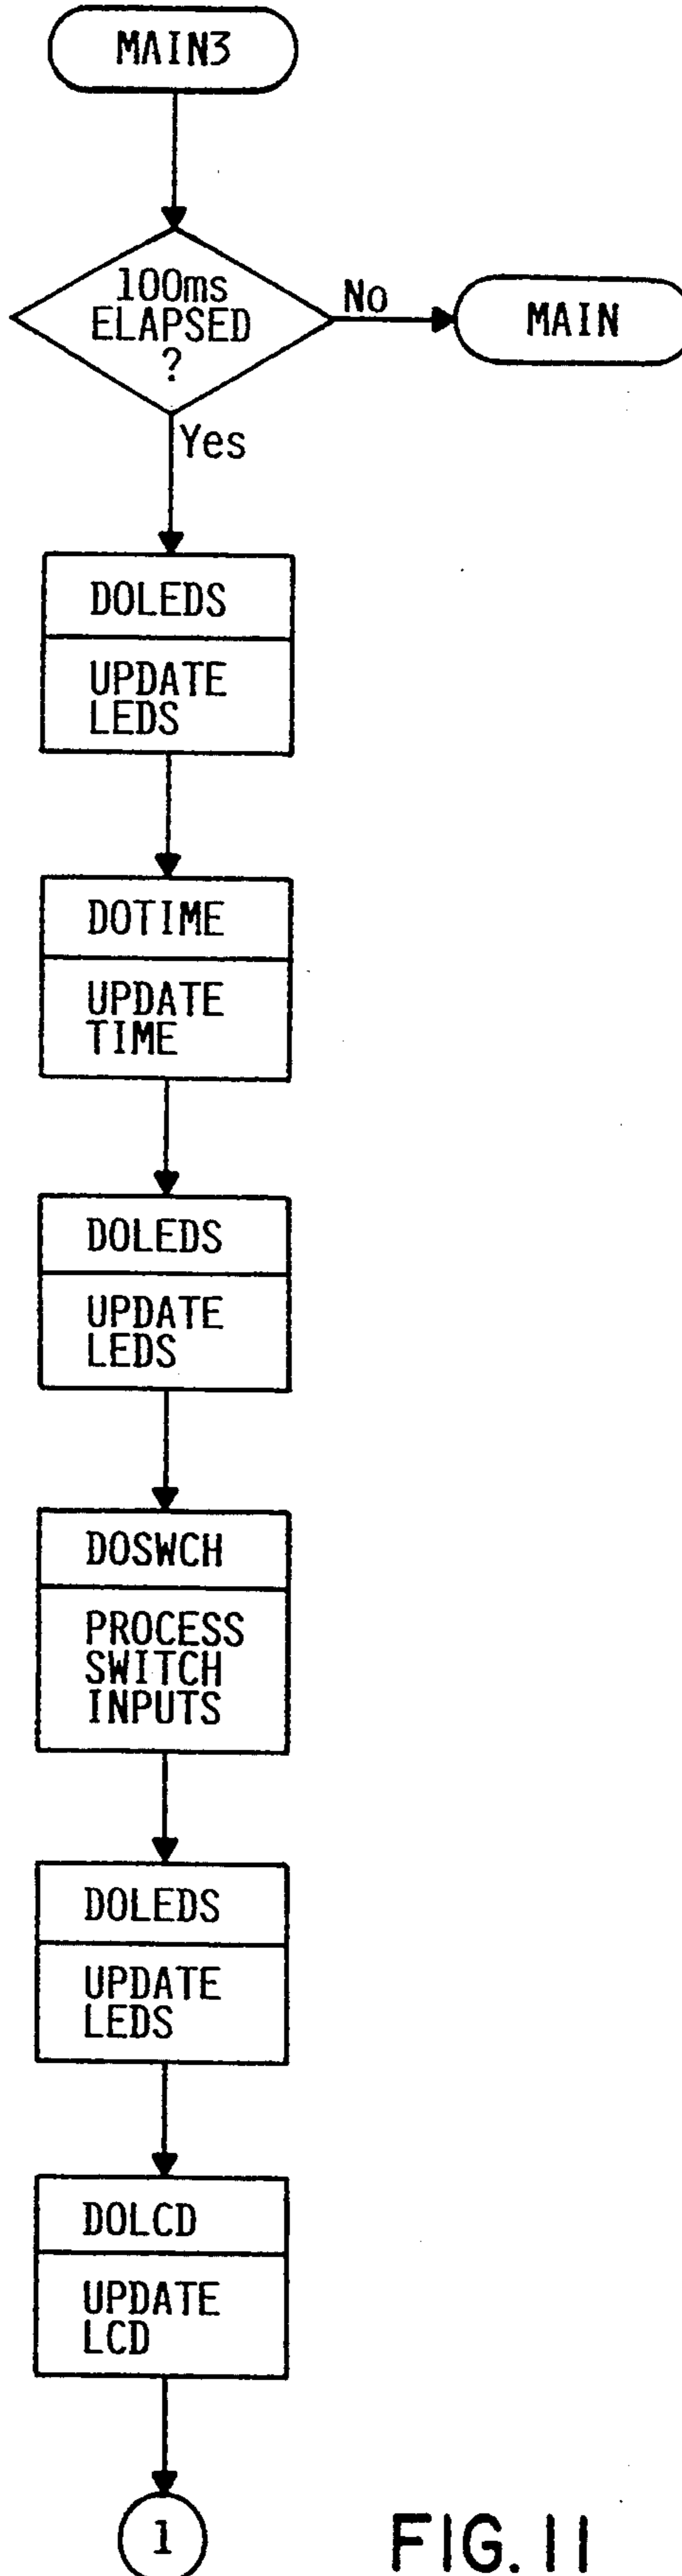 MAIN3
100ms
ELAPSED
?
No
MAIN
Yes
DOLEDS
UPDATE
LEDS
DOTIME
UPDATE
TIME
DOLEDS
UPDATE
LEDS
DOSWCH
PROCESS
SWITCH
INPUTS
DOLEDS
UPDATE
LEDS
DOLCD
UPDATE
LCD
1
FIG. 11